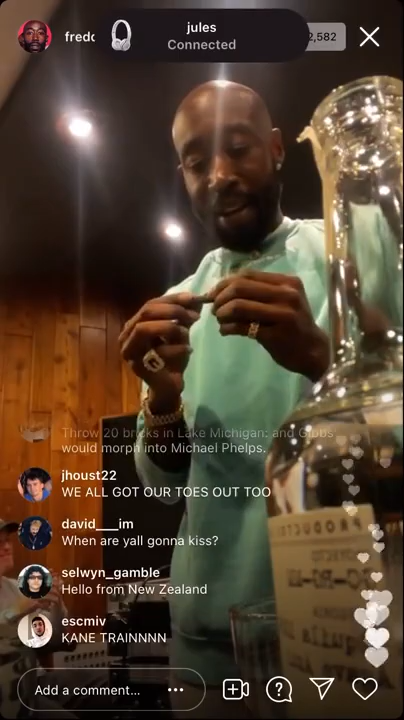 fredd
jules
Connected
2,582
Throw 20 bricks in Lake Michigan: and Gibbs
would morph into Michael Phelps.
jhoust22
WE ALL GOT OUR TOES OUT TOO
david___im
When are yall gonna kiss?
selwyn_gamble
Hello from New Zealand
escmiv
KANE TRAINNNN
Add a comment...